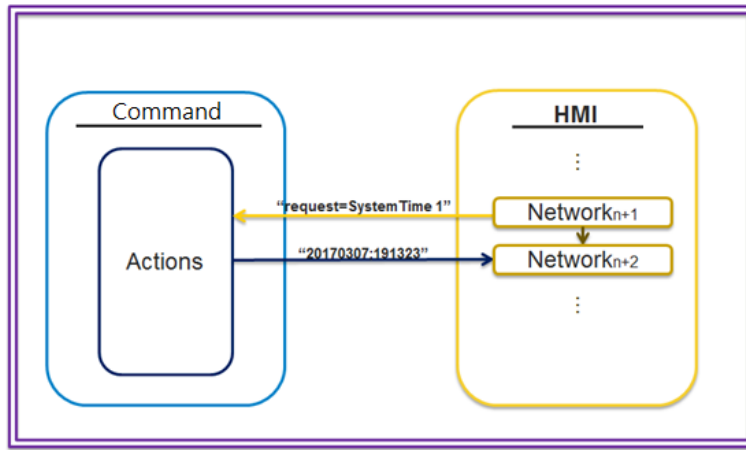 Command
HMI
⋮
"request=SystemTime 1"
Networkn+1
Actions
"20170307:191323"
Networkn+2
⋮